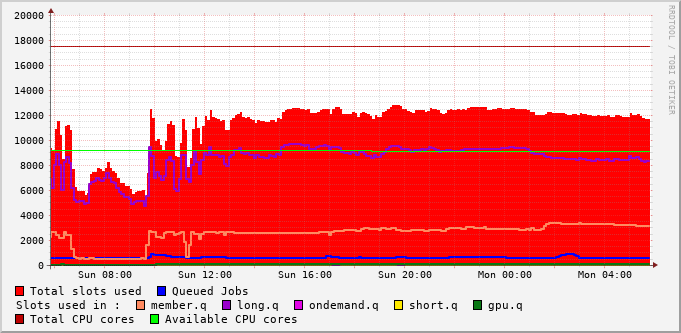 20000
18000
16000
14000
12000
10000
8000
6000
4000
2000
0
Sun 08:00 Sun 12:00 Sun 16:00 Sun 20:00 Mon 00:00 Mon 04:00
RRDTOOL / TOBI OETIKER
Total slots used Queued Jobs
Slots used in : member.q long.q ondemand.q short.q gpu.q
Total CPU cores Available CPU cores